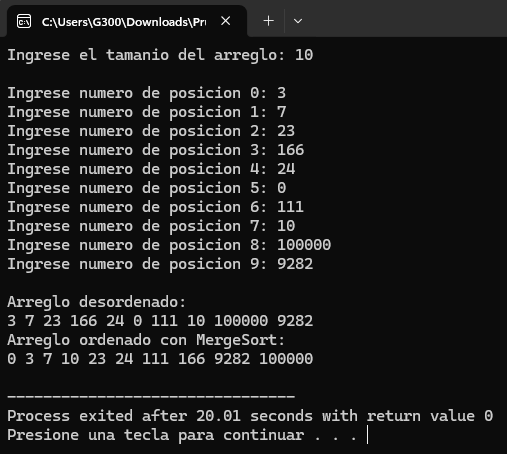 C:\Users\G300\Downloads\Pr
Ingrese el tamanio del arreglo: 10
Ingrese numero de posicion 0: 3
Ingrese numero de posicion 1: 7
Ingrese numero de posicion 2: 23
Ingrese numero de posicion 3: 166
Ingrese numero de posicion 4: 24
Ingrese numero de posicion 5: 0
Ingrese numero de posicion 6: 111
Ingrese numero de posicion 7: 10
Ingrese numero de posicion 8: 100000
Ingrese numero de posicion 9: 9282
Arreglo desordenado:
3 7 23 166 24 0 111 10 100000 9282
Arreglo ordenado con MergeSort:
0 3 7 10 23 24 111 166 9282 100000
--------------------------------
Process exited after 20.01 seconds with return value 0
Presione una tecla para continuar . . .